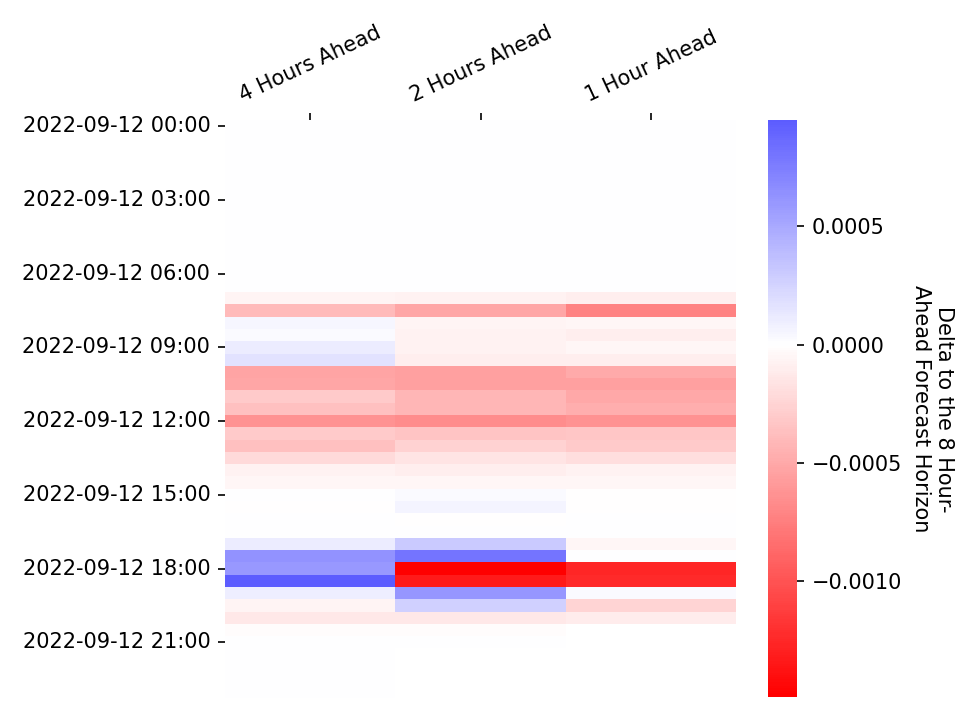 4 Hours Ahead
2 Hours Ahead
1 Hour Ahead
2022-09-12 00:00
2022-09-12 03:00
2022-09-12 06:00
2022-09-12 09:00
2022-09-12 12:00
2022-09-12 15:00
2022-09-12 18:00
2022-09-12 21:00
0.0005
0.0000
−0.0005
−0.0010
Delta to the 8 Hour-
Ahead Forecast Horizon